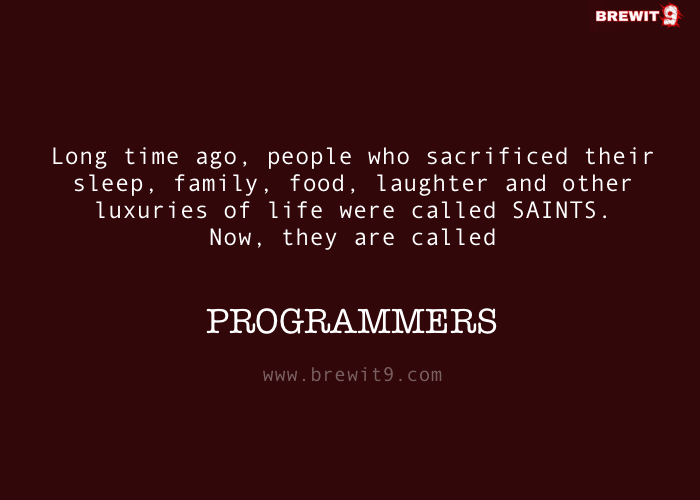 BREWIT 9
Long time ago, people who sacrificed their
sleep, family, food, laughter and other
luxuries of life were called SAINTS.
Now, they are called
PROGRAMMERS
www.brewit9.com